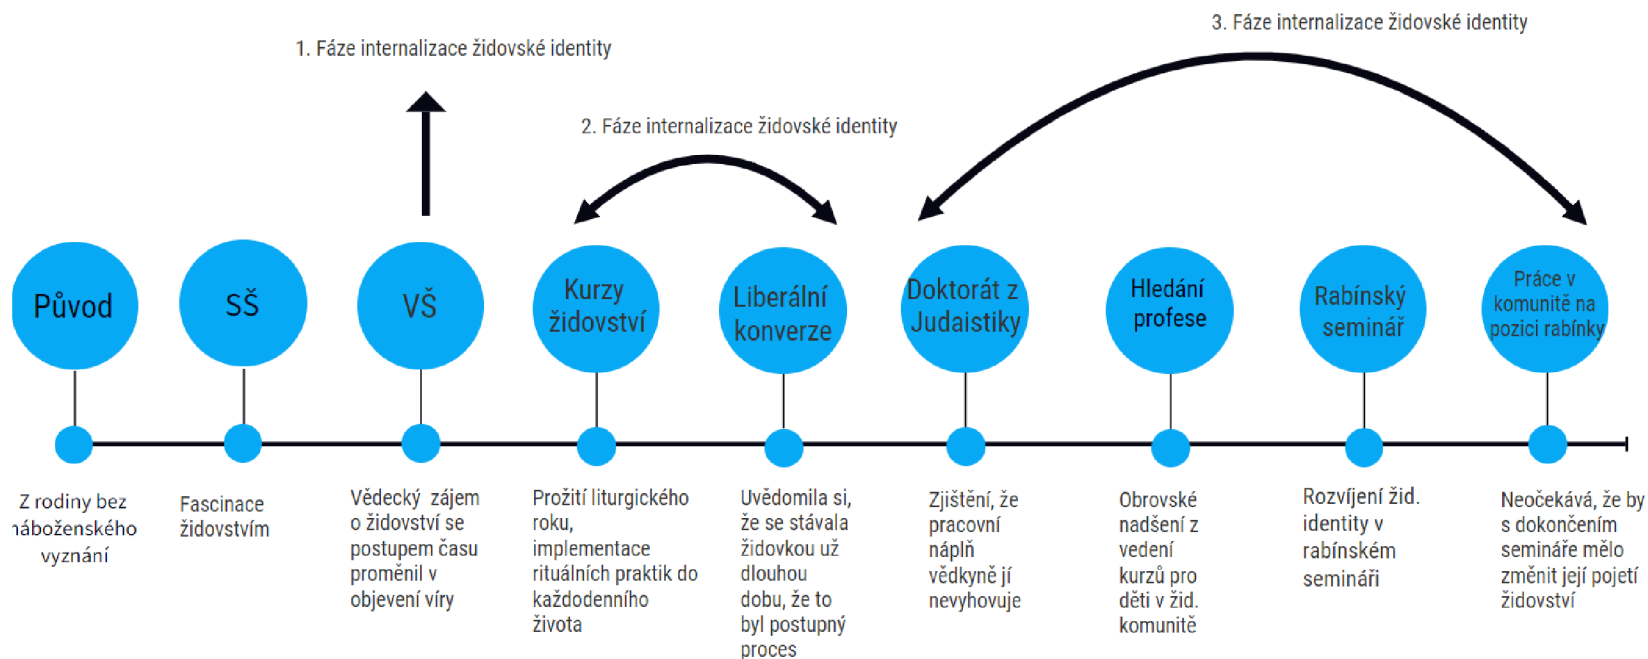 3. Fáze internalizace židovské identity
1. Fáze internalizace židovské identity
2. Fáze internalizace židovské identity
Původ
SŠ
VŠ
Kurzy
židovství
Liberální
konverze
Doktorát z
Judaistiky
Hledání
profese
Rabínský
seminář
Práce v
komunitě na
pozici rabínky
Z rodiny bez
náboženského
vyznání
Fascinace
židovstvím
Vědecký zájem
o židovství se
postupem času
proměnil v
objevení víry
Prožití liturgického
roku,
implementace
rituálních praktik do
každodenního
života
Uvědomila si,
že se stávala
židovkou už
dlouhou
dobu, že to
byl postupný
proces
Zjištění, že
pracovní
náplň
vědkyně jí
nevyhovuje
Obrovské
nadšení z
vedení
kurzů pro
děti v žid.
komunitě
Rozvíjení žid.
identity v
rabínském
semináři
Neočekává, že by
s dokončením
semináře mělo
změnit její pojetí
židovství